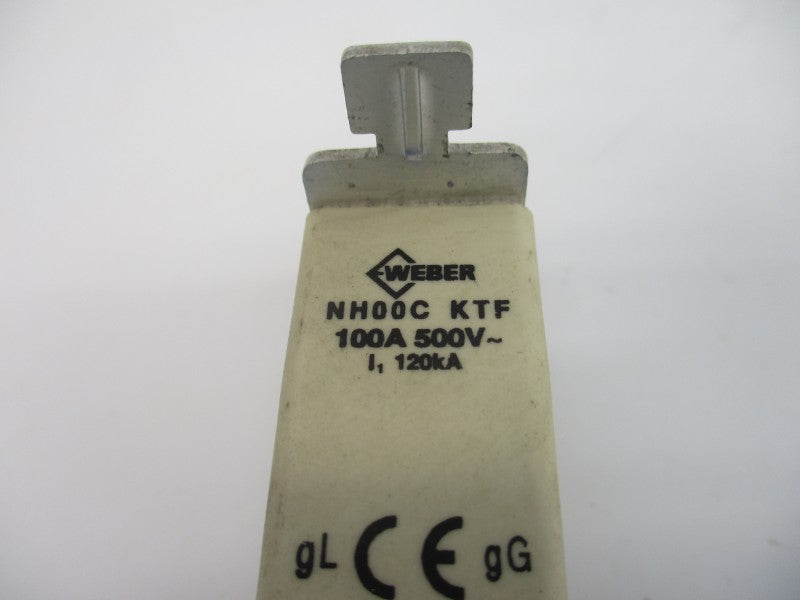 WEBER
NH00C KTF
100A 500V~
I₁ 120kA
gL CE gG